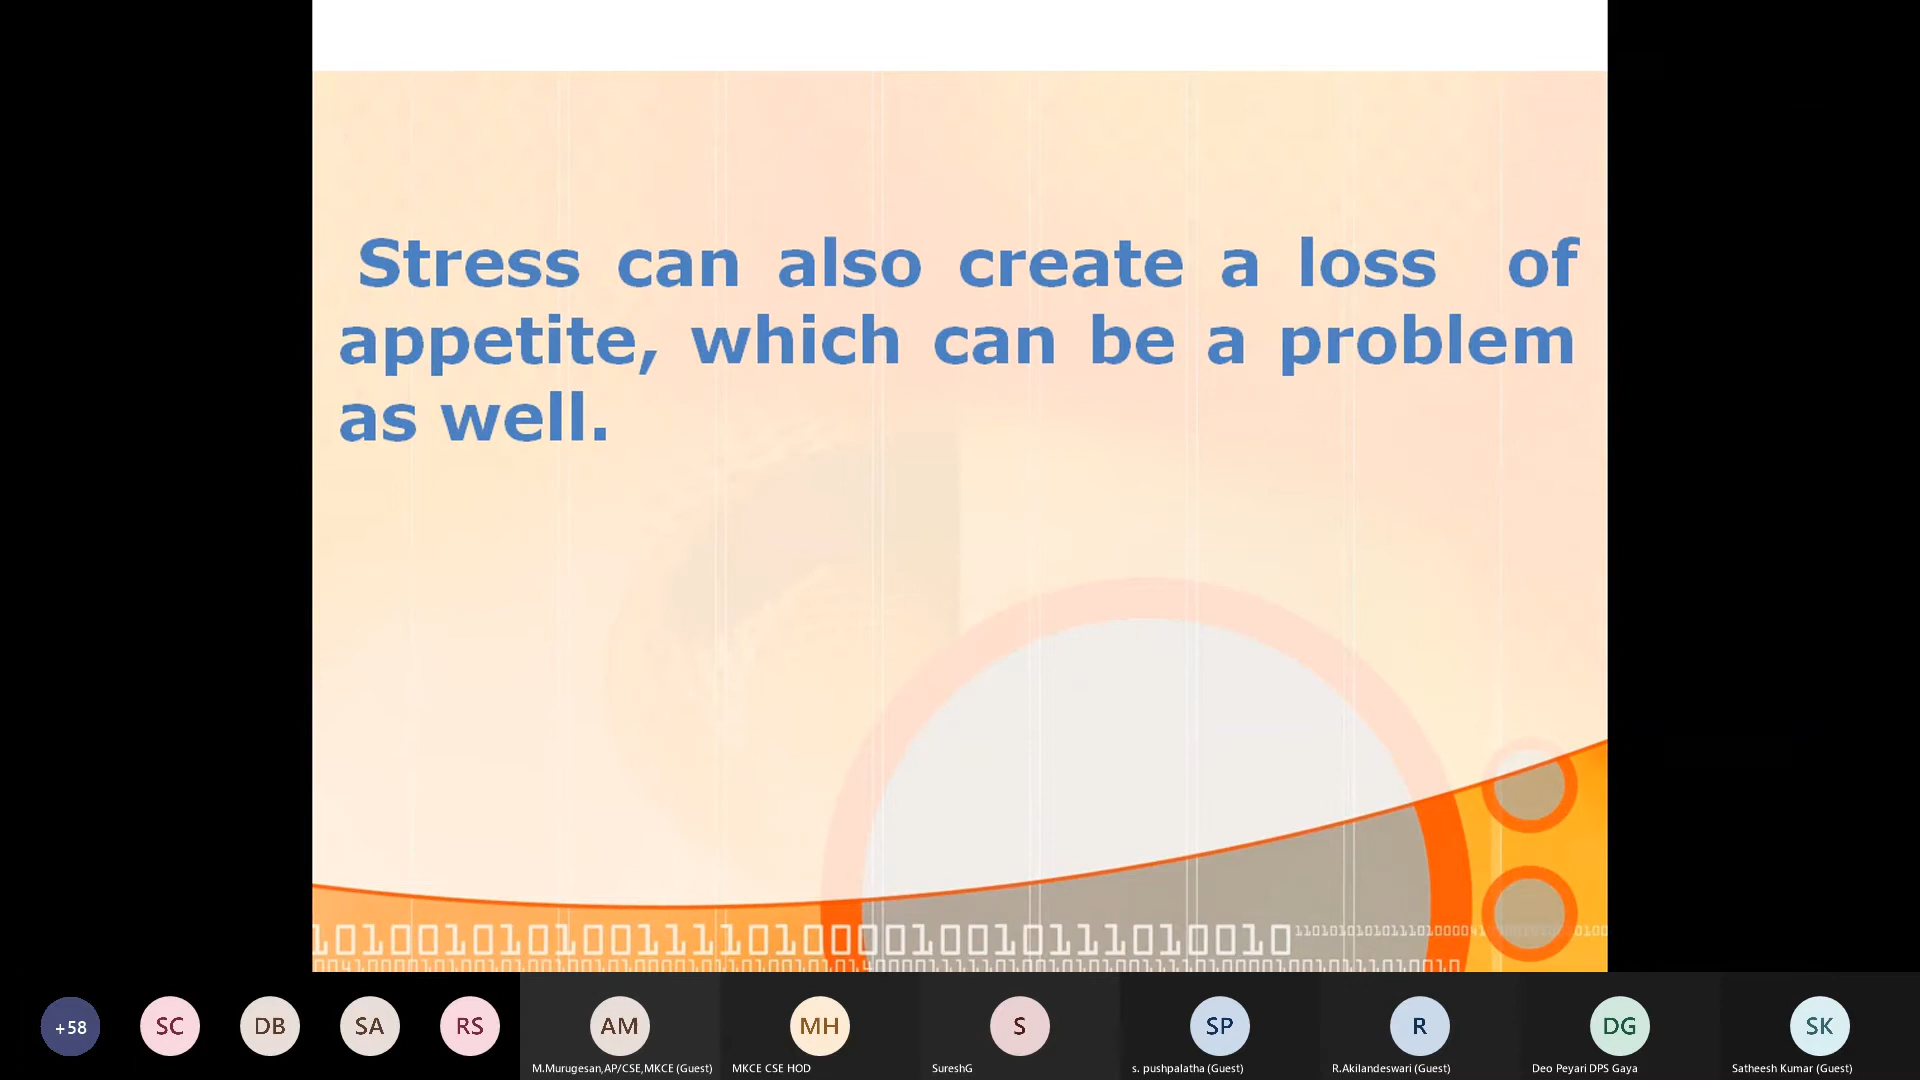 Stress can also create a loss of
appetite, which can be a problem
as well.
101001010100111101000010010111010010
+58
SC
DB
SA
RS
AM
MH
S
SP
R
DG
SK
M.Murugesan,AP/CSE,MKCE (Guest)
MKCE CSE HOD
SureshG
s. pushpalatha (Guest)
R.Akilandeswari (Guest)
Deo Peyari DPS Gaya
Satheesh Kumar (Guest)